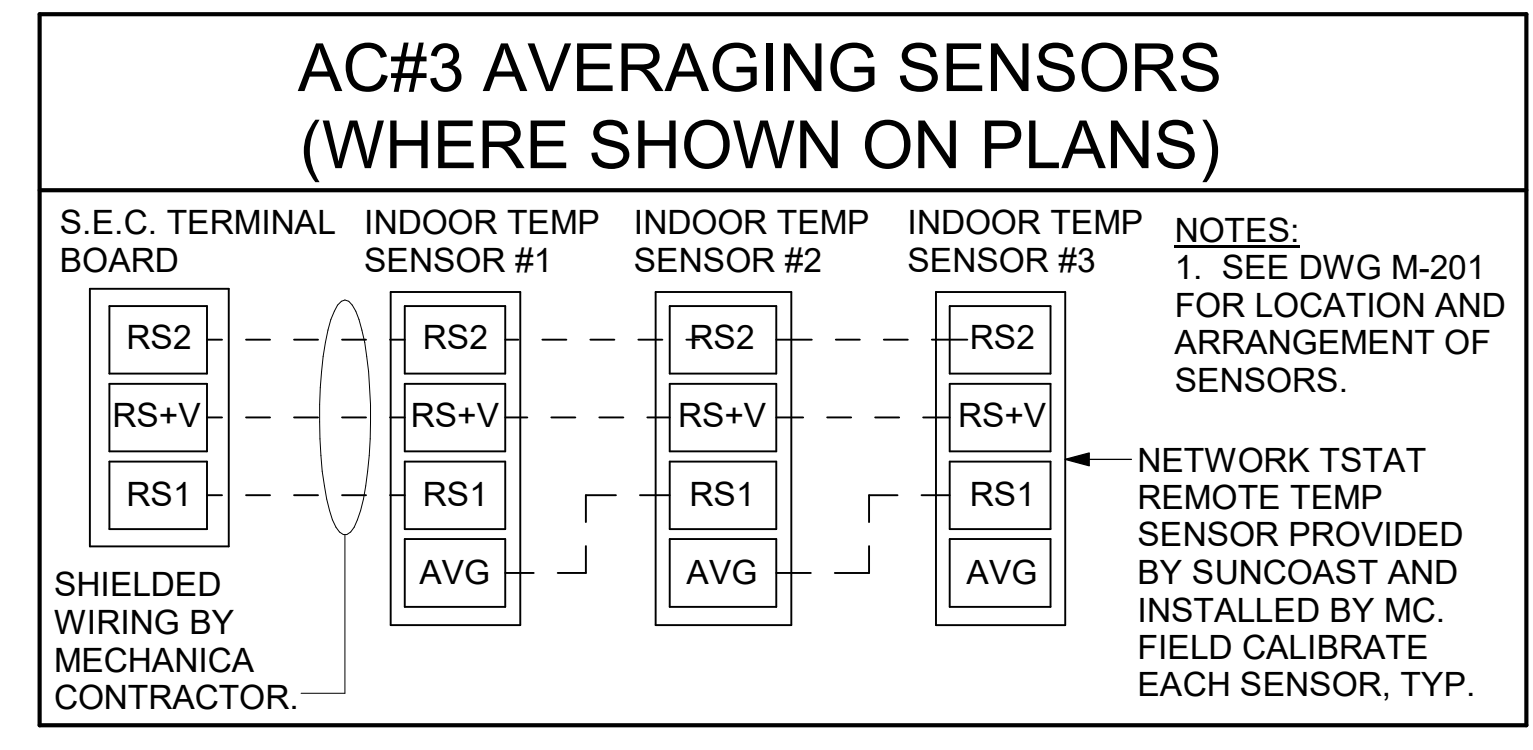 AC#3 AVERAGING SENSORS
(WHERE SHOWN ON PLANS)
S.E.C. TERMINAL
BOARD
RS2
RS+V
RS1
SHIELDED
WIRING BY
MECHANICA
CONTRACTOR.
INDOOR TEMP
SENSOR #1
RS2
RS+V
RS1
AVG
INDOOR TEMP
SENSOR #2
RS2
RS+V
RS1
AVG
INDOOR TEMP
SENSOR #3
RS2
RS+V
RS1
AVG
NOTES:
1. SEE DWG M-201
FOR LOCATION AND
ARRANGEMENT OF
SENSORS.
NETWORK TSTAT
REMOTE TEMP
SENSOR PROVIDED
BY SUNCOAST AND
INSTALLED BY MC.
FIELD CALIBRATE
EACH SENSOR, TYP.